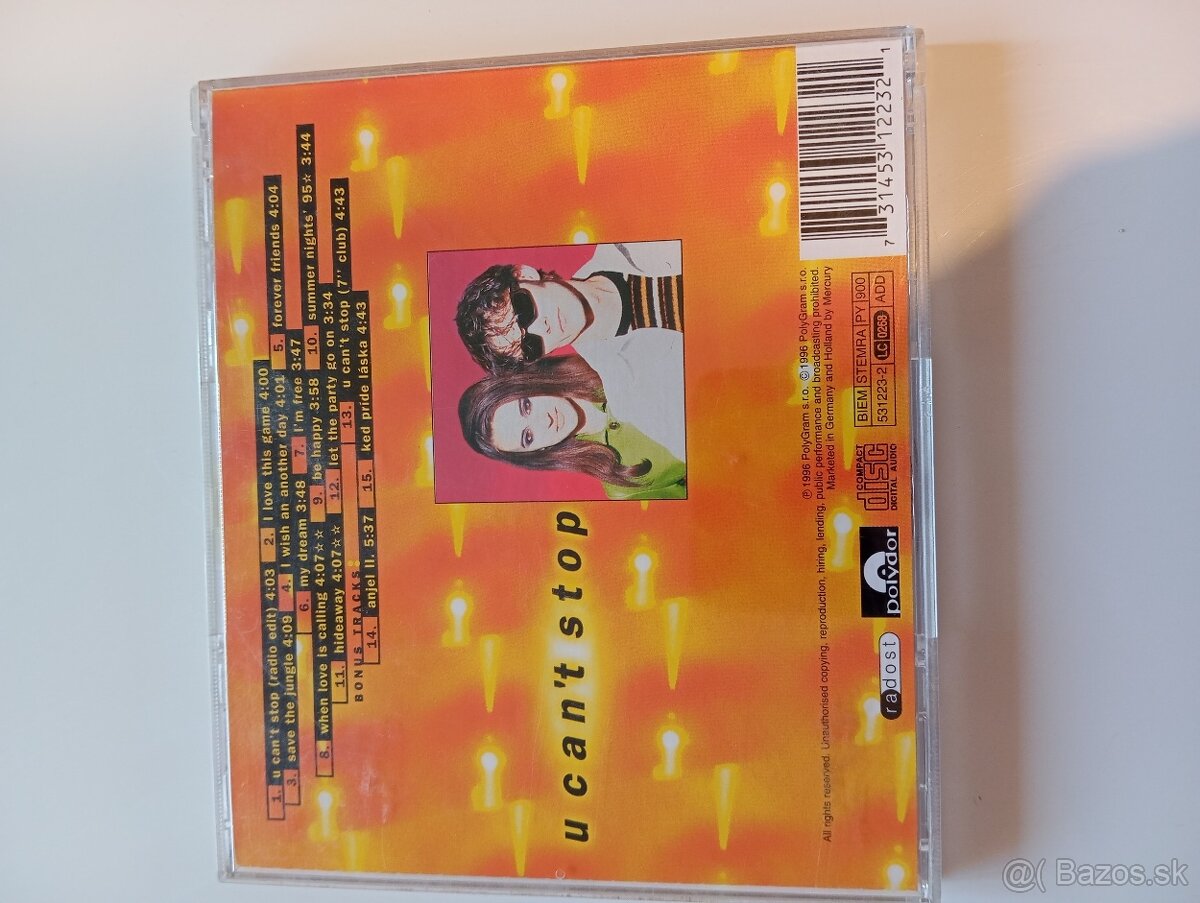 1. u can't stop (radio edit) 4:03 2. I love this game 4:00
3. save the jungle 4:09 4. I wish an another day 4:01 5. forever friends 4:04
6. my dream 3:48 7. I'm free 3:47
8. when love is calling 4:07☆☆ 9. be happy 3:58 10. summer nights' 95☆ 3:44
11. hideaway 4:07☆☆ 12. let the party go on 3:34
BONUS TRACKS: 13. u can't stop (7'' club) 4:43
14. anjel II. 5:37 15. ked príde láska 4:43
u can't stop
℗ 1996 PolyGram s.r.o. © 1996 PolyGram s.r.o.
All rights reserved. Unauthorised copying, reproduction, hiring, lending, public performance and broadcasting prohibited.
Marketed in Germany and Holland by Mercury
radost
polydor
COMPACT
disc
DIGITAL AUDIO
BIEM STEMRA PY 900
531223-2 LC 0268 ADD
7 31453 12232 1
@( Bazos.sk